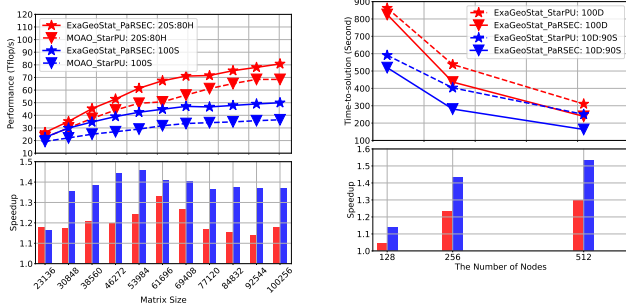 Performance (TFlop/s)
120
110
100
90
80
70
60
50
40
30
20
10
ExaGeoStat_PaRSEC: 20S:80H
MOAO_StarPU: 20S:80H
ExaGeoStat_PaRSEC: 100S
MOAO_StarPU: 100S
Speedup
1.5
1.4
1.3
1.2
1.1
1.0
23136 30848 38560 46272 53984 61696 69408 77120 84832 92544 100256
Matrix Size
Time-to-solution (Second)
900
800
700
600
500
400
300
200
100
ExaGeoStat_StarPU: 100D
ExaGeoStat_PaRSEC: 100D
ExaGeoStat_StarPU: 10D:90S
ExaGeoStat_PaRSEC: 10D:90S
Speedup
1.6
1.5
1.4
1.3
1.2
1.1
1.0
128 256 512
The Number of Nodes